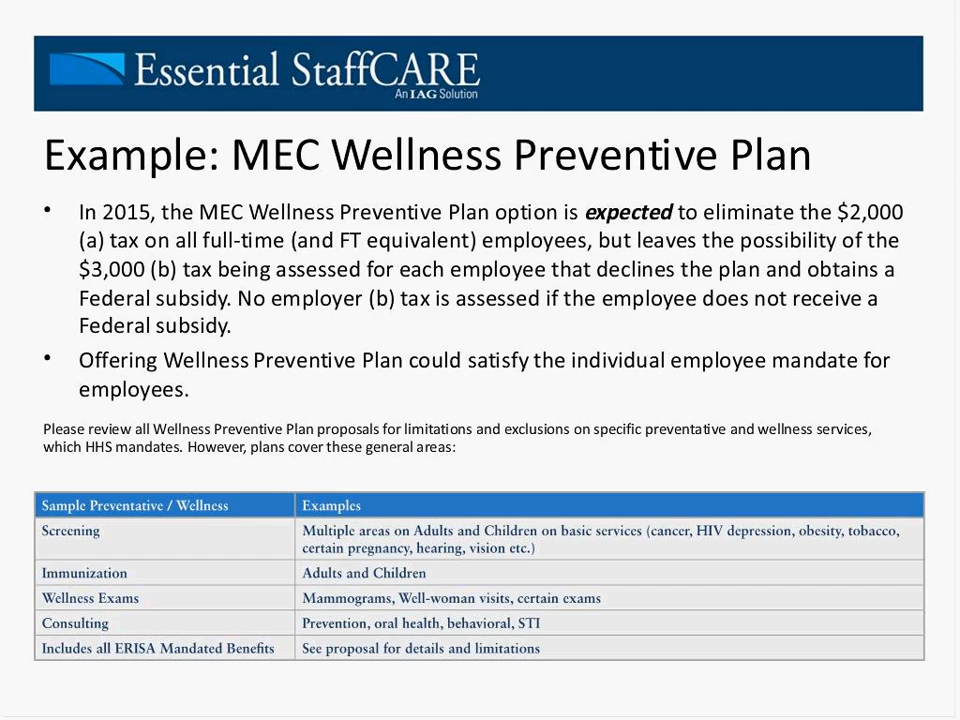 Essential StaffCARE
An IAG Solution
Example: MEC Wellness Preventive Plan
• In 2015, the MEC Wellness Preventive Plan option is expected to eliminate the $2,000
(a) tax on all full-time (and FT equivalent) employees, but leaves the possibility of the
$3,000 (b) tax being assessed for each employee that declines the plan and obtains a
Federal subsidy. No employer (b) tax is assessed if the employee does not receive a
Federal subsidy.
• Offering Wellness Preventive Plan could satisfy the individual employee mandate for
employees.
Please review all Wellness Preventive Plan proposals for limitations and exclusions on specific preventative and wellness services,
which HHS mandates. However, plans cover these general areas:
Sample Preventative / Wellness Examples
Screening Multiple areas on Adults and Children on basic services (cancer, HIV depression, obesity, tobacco,
certain pregnancy, hearing, vision etc.)
Immunization Adults and Children
Wellness Exams Mammograms, Well-woman visits, certain exams
Consulting Prevention, oral health, behavioral, STI
Includes all ERISA Mandated Benefits See proposal for details and limitations